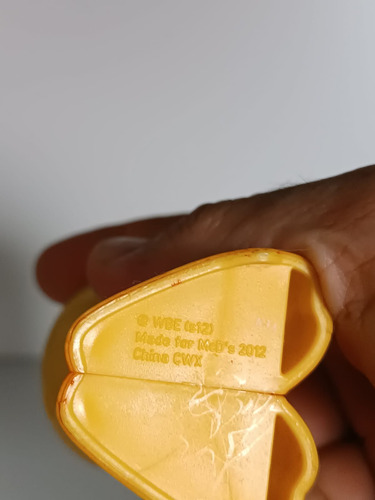 © WBE (s12)
Made for McD's 2012
China CWX